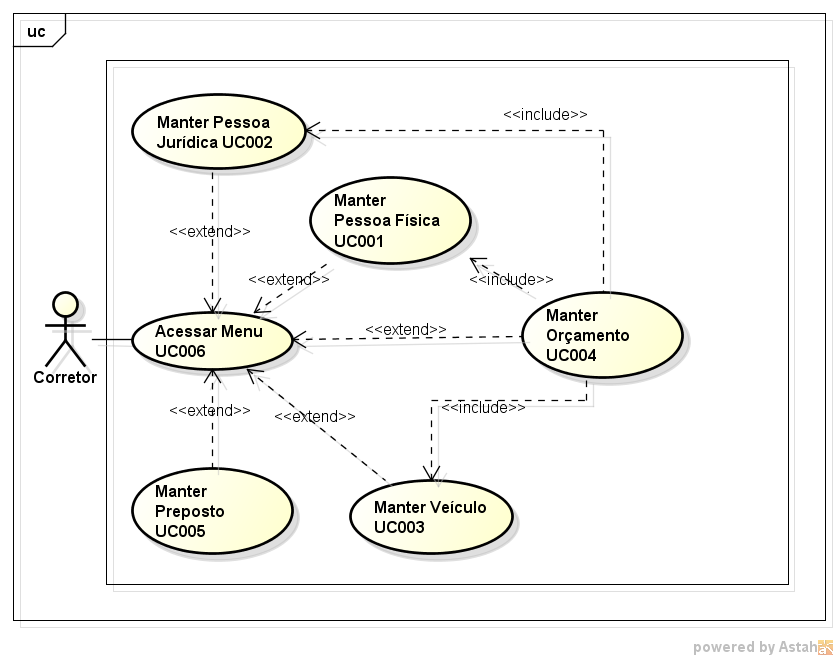 uc
<<include>>
Manter Pessoa
Jurídica UC002
Manter
Pessoa Física
UC001
<<extend>>
<<extend>>
<<include>>
Manter
Orçamento
UC004
Acessar Menu
UC006
<<extend>>
Corretor
<<extend>>
<<extend>>
<<include>>
Manter
Preposto
UC005
Manter Veículo
UC003
powered by Astah